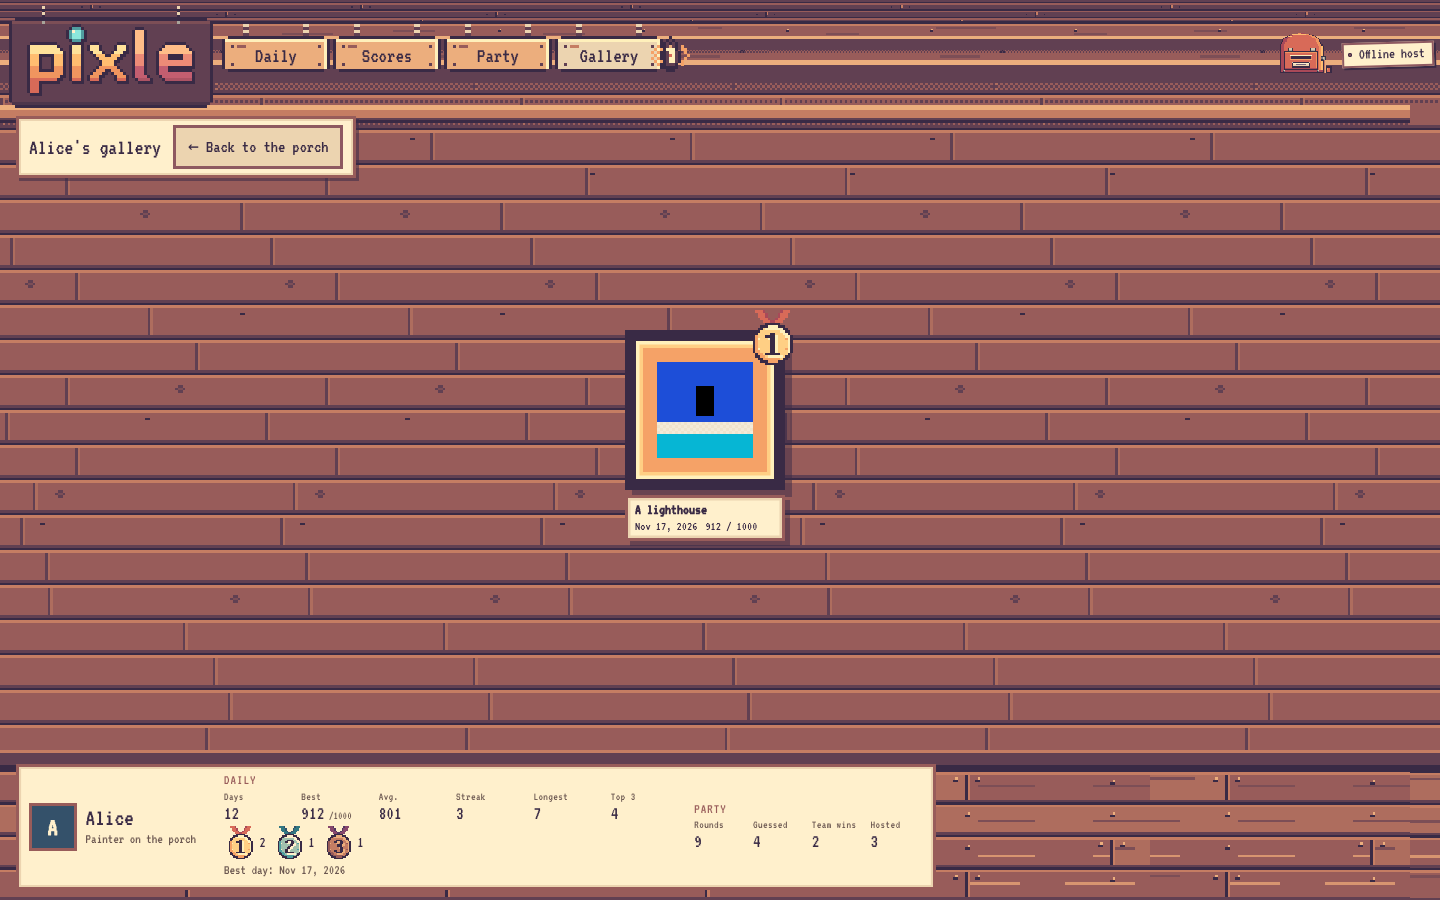 pixle
Daily
Scores
Party
Gallery
1
Offline host
Alice's gallery
← Back to the porch
1
A lighthouse
Nov 17, 2026 912 / 1000
A
Alice
Painter on the porch
DAILY
Days Best Avg. Streak Longest Top 3
12 912 /1000 801 3 7 4
1 2 2 1 3 1
Best day: Nov 17, 2026
PARTY
Rounds Guessed Team wins Hosted
9 4 2 3